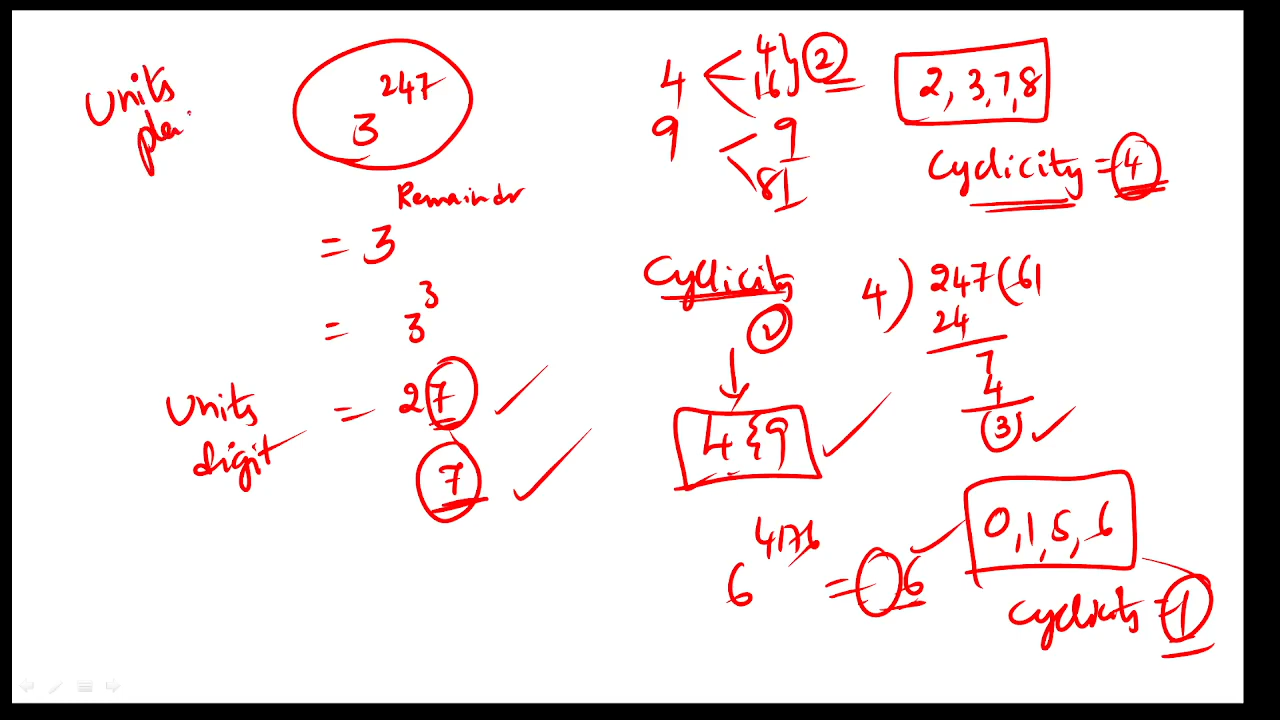 Units
3^247
Remainder
= 3
= 3^3
Units
digit
= 27
7
4
4
16
2
9
9
81
2, 3, 7, 8
Cyclicity = 4
Cyclicity
2
4 & 9
4 ) 247 ( 61
24
7
4
3
6^4176 = 6
0, 1, 5, 6
Cyclicity = 1